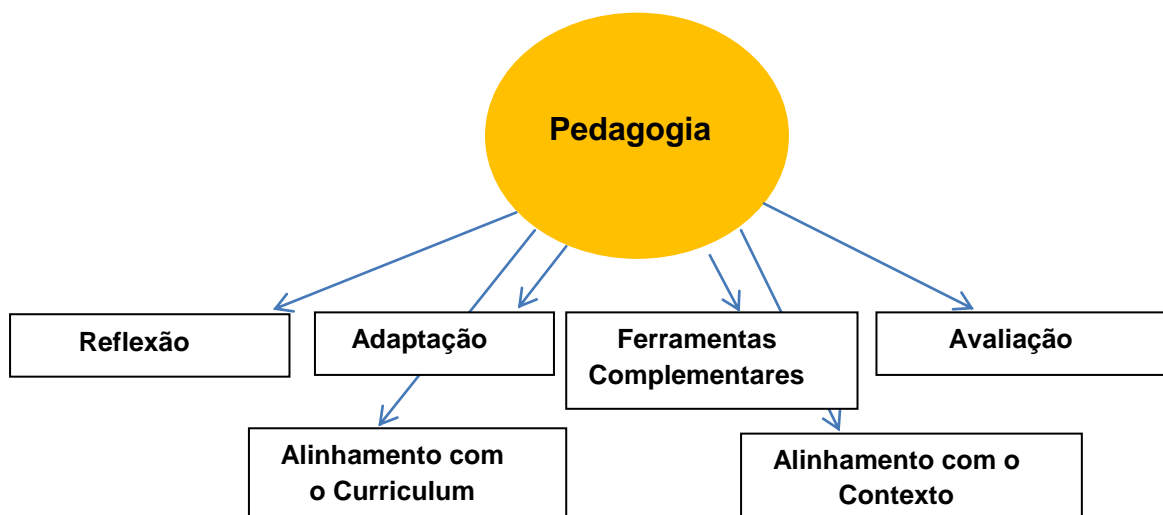 Pedagogia
Reflexão
Adaptação
Ferramentas
Complementares
Avaliação
Alinhamento com
o Curriculum
Alinhamento com o
Contexto